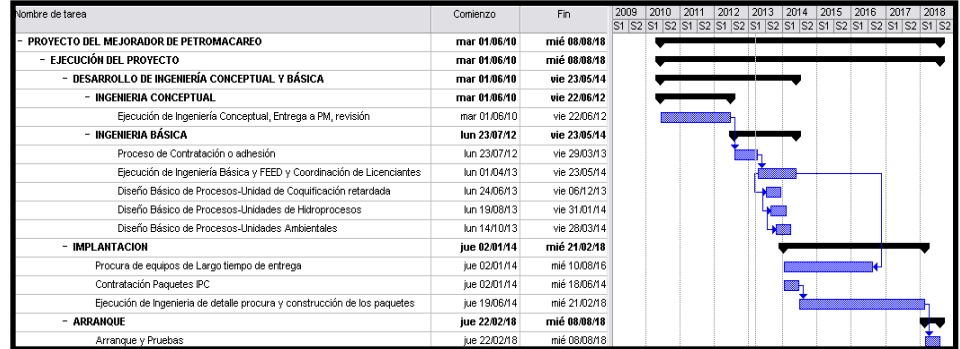 Nombre de tarea Comienzo Fin 2009 2010 2011 2012 2013 2014 2015 2016 2017 2018
S1 S2 S1 S2 S1 S2 S1 S2 S1 S2 S1 S2 S1 S2 S1 S2 S1 S2 S1 S2
- PROYECTO DEL MEJORADOR DE PETROMACAREO mar 01/06/10 mié 08/08/18
- EJECUCIÓN DEL PROYECTO mar 01/06/10 mié 08/08/18
- DESARROLLO DE INGENIERÍA CONCEPTUAL Y BÁSICA mar 01/06/10 vie 23/05/14
- INGENIERIA CONCEPTUAL mar 01/06/10 vie 22/06/12
Ejecución de Ingeniería Conceptual, Entrega a PM, revisión mar 01/06/10 vie 22/06/12
- INGENIERIA BÁSICA lun 23/07/12 vie 23/05/14
Proceso de Contratación o adhesión lun 23/07/12 vie 29/03/13
Ejecución de Ingeniería Básica y FEED y Coordinación de Licenciantes lun 01/04/13 vie 23/05/14
Diseño Básico de Procesos-Unidad de Coquificación retardada lun 24/06/13 vie 06/12/13
Diseño Básico de Procesos-Unidades de Hidroprocesos lun 19/08/13 vie 31/01/14
Diseño Básico de Procesos-Unidades Ambientales lun 14/10/13 vie 28/03/14
- IMPLANTACION jue 02/01/14 mié 21/02/18
Procura de equipos de Largo tiempo de entrega jue 02/01/14 mié 10/08/16
Contratación Paquetes IPC jue 02/01/14 mié 18/06/14
Ejecución de Ingenieria de detalle procura y construcción de los paquetes jue 19/06/14 mié 21/02/18
- ARRANQUE jue 22/02/18 mié 08/08/18
Arranque y Pruebas jue 22/02/18 mié 08/08/18